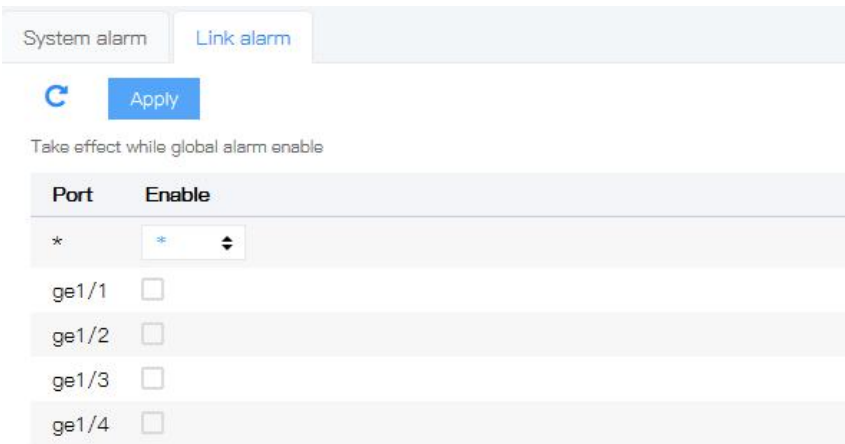 System alarm Link alarm
Apply
Take effect while global alarm enable
Port Enable
* *
ge1/1
ge1/2
ge1/3
ge1/4